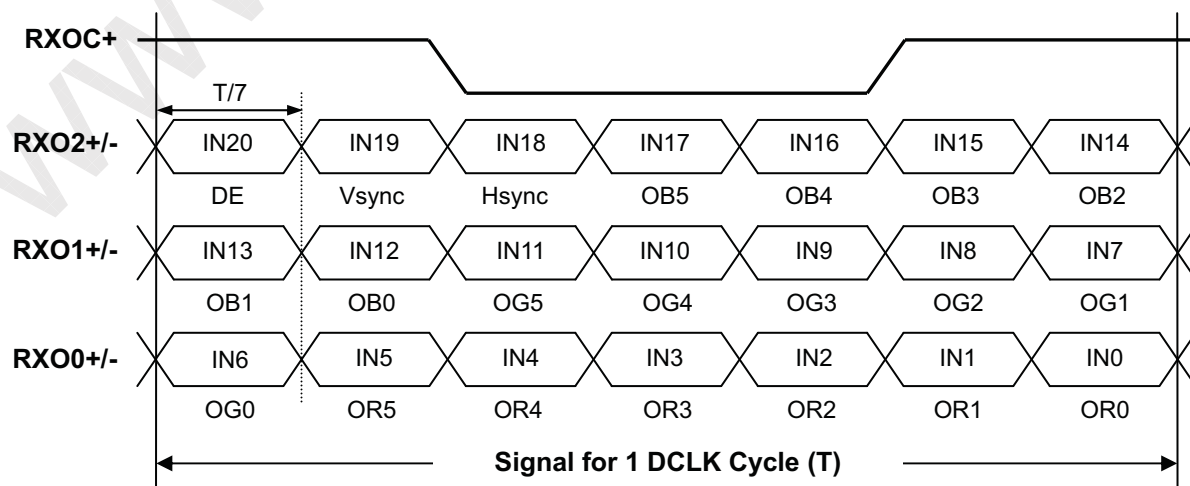 RXOC+
T/7
RXO2+/- IN20 IN19 IN18 IN17 IN16 IN15 IN14
DE Vsync Hsync OB5 OB4 OB3 OB2
RXO1+/- IN13 IN12 IN11 IN10 IN9 IN8 IN7
OB1 OB0 OG5 OG4 OG3 OG2 OG1
RXO0+/- IN6 IN5 IN4 IN3 IN2 IN1 IN0
OG0 OR5 OR4 OR3 OR2 OR1 OR0
Signal for 1 DCLK Cycle (T)